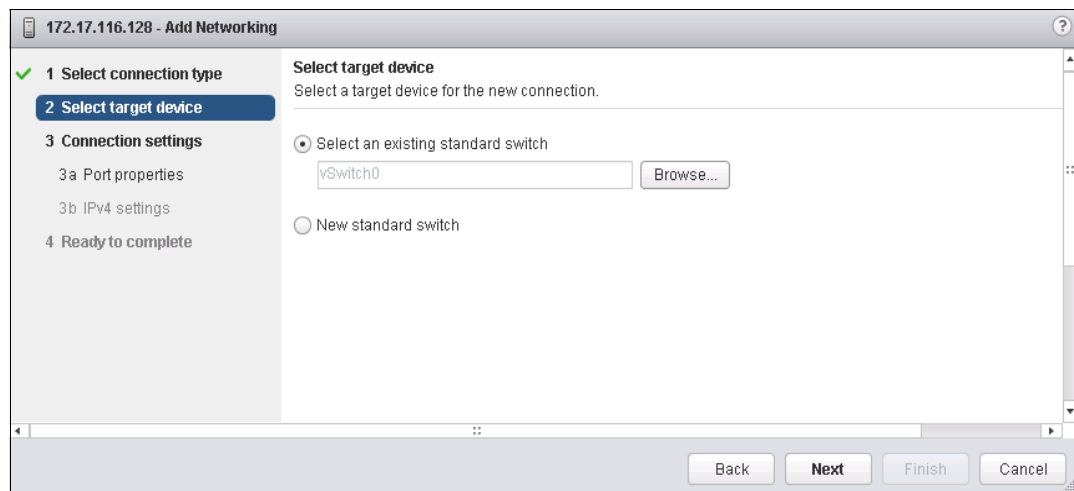 172.17.116.128 - Add Networking
?
1 Select connection type
2 Select target device
3 Connection settings
3a Port properties
3b IPv4 settings
4 Ready to complete
Select target device
Select a target device for the new connection.
Select an existing standard switch
vSwitch0
Browse...
New standard switch
Back
Next
Finish
Cancel